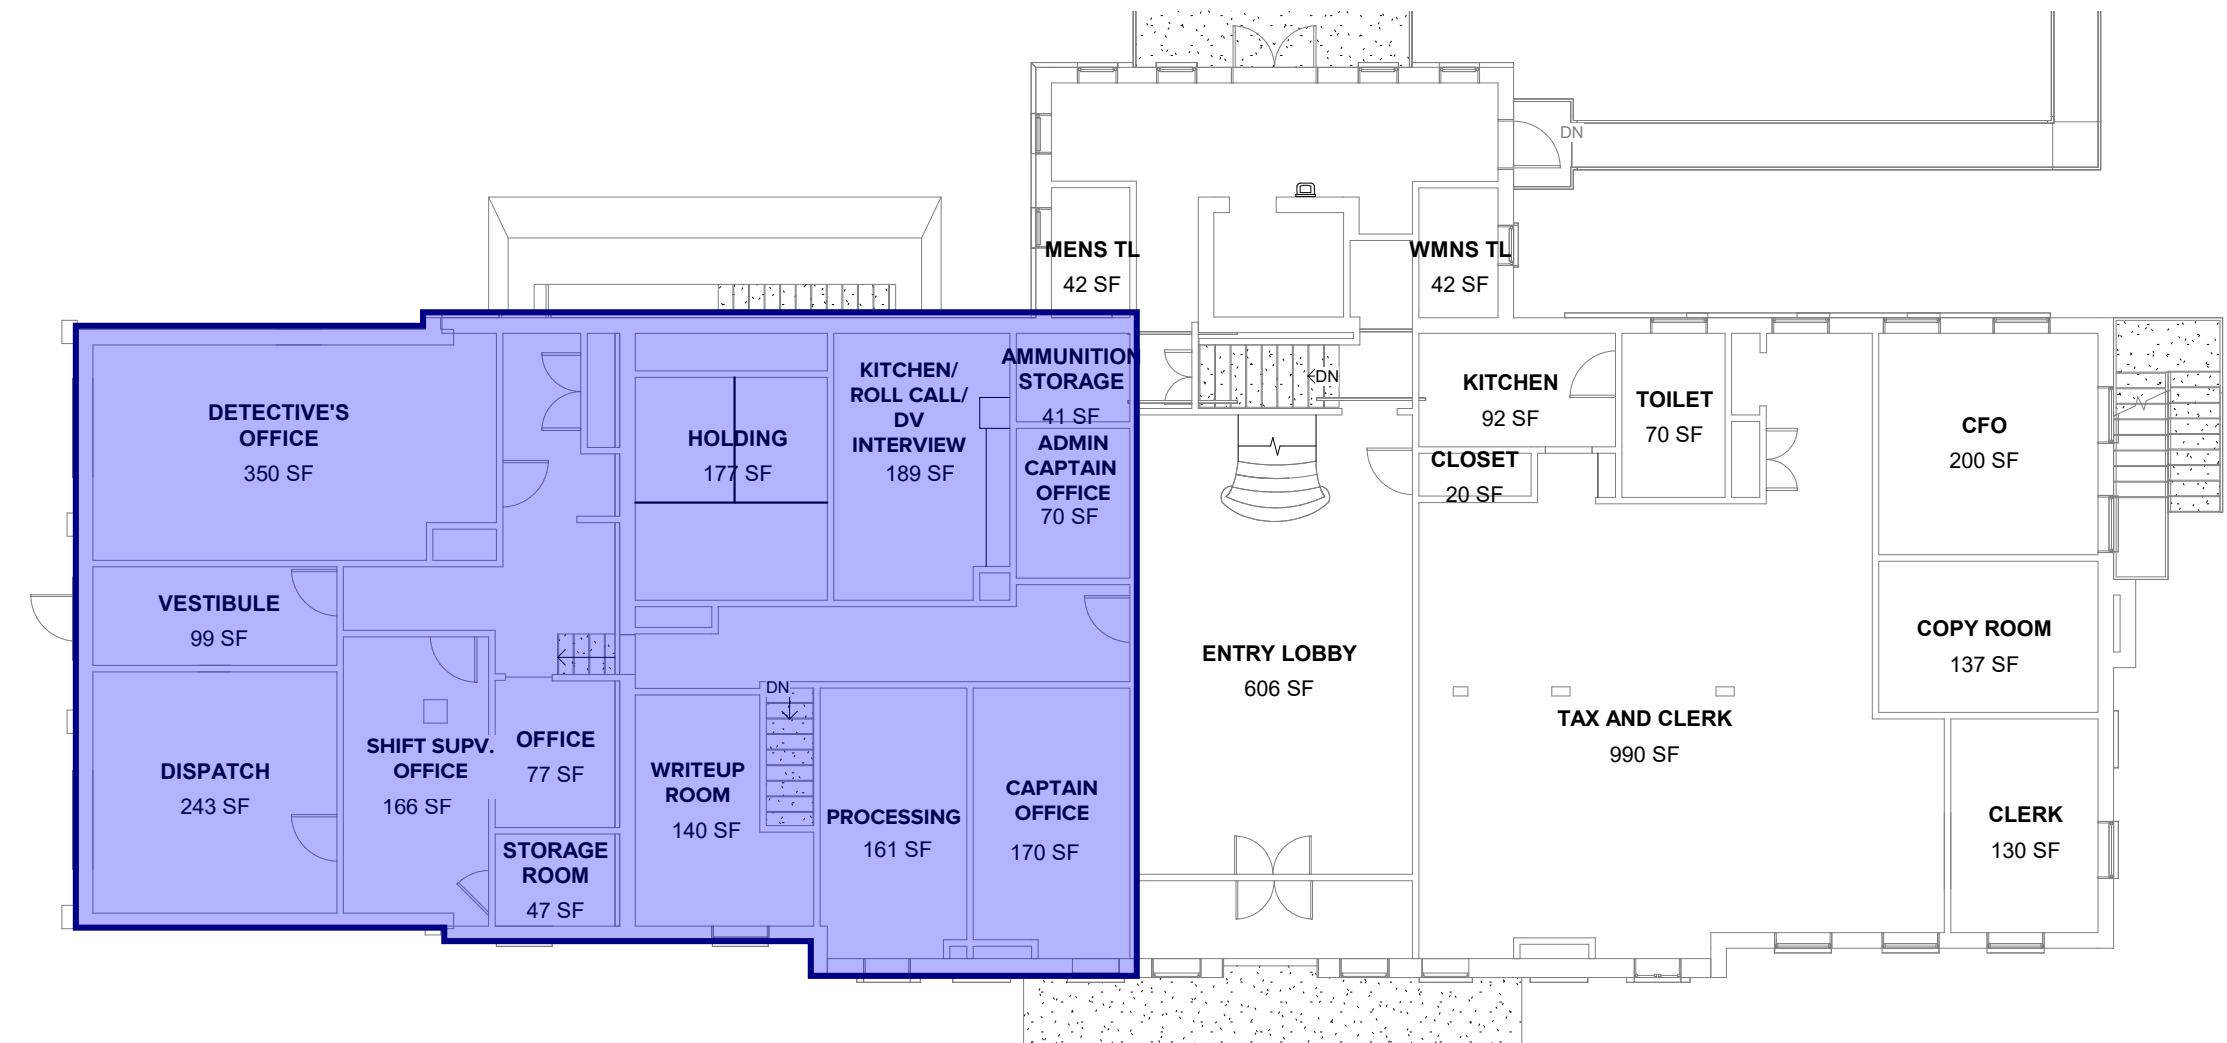 DN
MENS TL
42 SF
WMNS TL
42 SF
DETECTIVE'S
OFFICE
350 SF
HOLDING
177 SF
KITCHEN/
ROLL CALL/
DV
INTERVIEW
189 SF
AMMUNITION
STORAGE
41 SF
ADMIN
CAPTAIN
OFFICE
70 SF
DN
KITCHEN
92 SF
CLOSET
20 SF
TOILET
70 SF
CFO
200 SF
VESTIBULE
99 SF
ENTRY LOBBY
606 SF
COPY ROOM
137 SF
DN
TAX AND CLERK
990 SF
DISPATCH
243 SF
SHIFT SUPV.
OFFICE
166 SF
OFFICE
77 SF
WRITEUP
ROOM
140 SF
PROCESSING
161 SF
CAPTAIN
OFFICE
170 SF
CLERK
130 SF
STORAGE
ROOM
47 SF